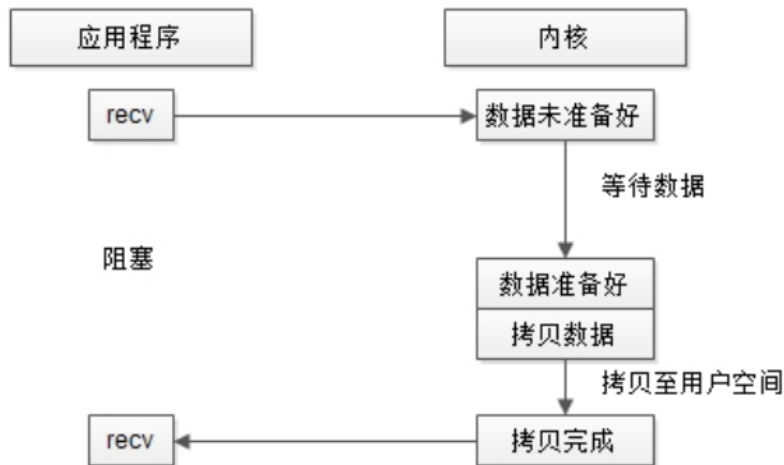 应用程序
内核
recv
数据未准备好
等待数据
阻塞
数据准备好
拷贝数据
拷贝至用户空间
recv
拷贝完成